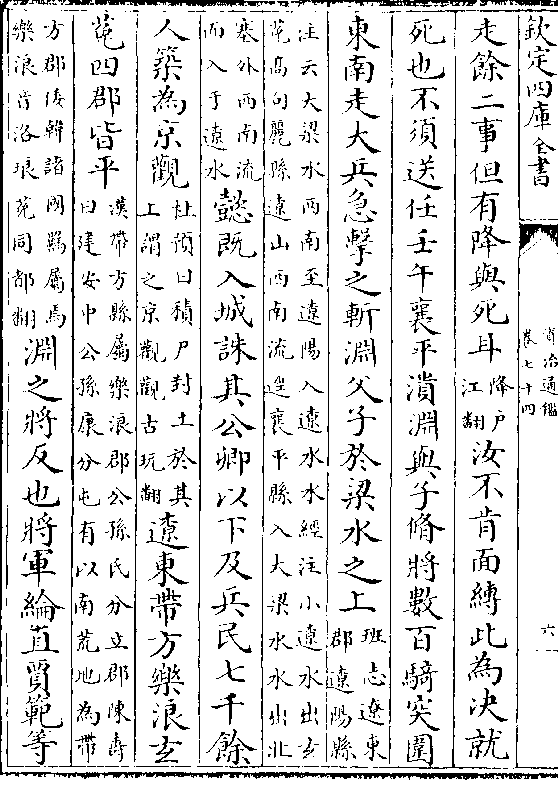 欽定四庫全書
資治通鑑
卷七十四
六
走餘二事但有降與死耳降戶江翻汝不肯面縛此為決就
死也不須送任壬午襄平潰淵與子脩將數百騎突圍
東南走大兵急擊之斬淵父子於梁水之上班志遼東郡遼陽縣
注云大梁水西南至遼陽入遼水水經注小遼水出玄
菟高句麗縣遼山西南流逕襄平縣入大梁水水出北
塞外西南流而入于遼水懿既入城誅其公卿以下及兵民七千餘
人築為京觀杜預曰積尸封土於其上謂之京觀觀古玩翻遼東帶方樂浪玄
菟四郡皆平漢帶方縣屬樂浪郡公孫氏分立郡陳壽曰建安中公孫康分屯有以南荒地為帶
方郡倭韓諸國羈屬焉樂浪音洛琅菟同都翻淵之將反也將軍綸直賈範等